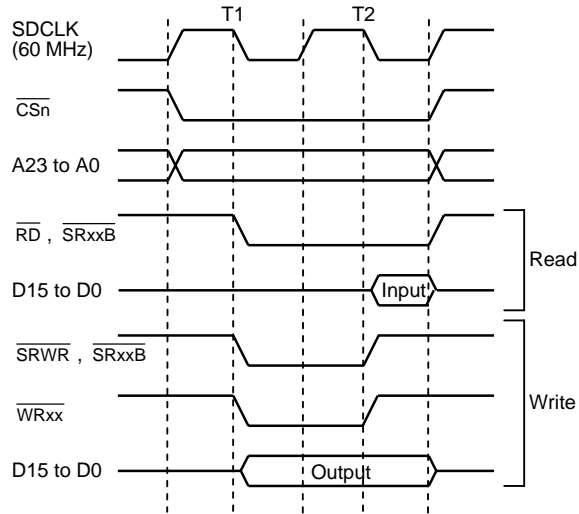 T1 T2
SDCLK
(60 MHz)
CSn
A23 to A0
RD , SRxxB
Read
D15 to D0
Input
SRWR , SRxxB
Write
WRxx
D15 to D0
Output